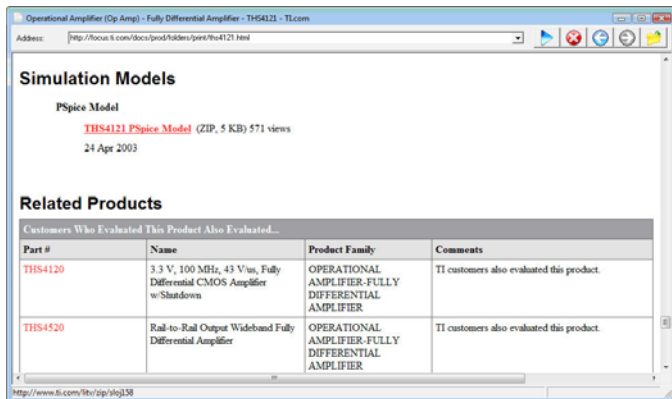 Operational Amplifier (Op Amp) - Fully Differential Amplifier - THS4121 - TI.com
Address: http://focus.ti.com/docs/prod/folders/print/ths4121.html
Simulation Models
PSpice Model
THS4121 PSpice Model (ZIP, 5 KB) 571 views
24 Apr 2003
Related Products
Customers Who Evaluated This Product Also Evaluated...
Part # Name Product Family Comments
THS4120 3.3 V, 100 MHz, 43 V/us, Fully OPERATIONAL TI customers also evaluated this product.
Differential CMOS Amplifier AMPLIFIER-FULLY
w/Shutdown DIFFERENTIAL
AMPLIFIER
THS4520 Rail-to-Rail Output Wideband Fully OPERATIONAL TI customers also evaluated this product.
Differential Amplifier AMPLIFIER-FULLY
DIFFERENTIAL
AMPLIFIER
http://www.ti.com/litv/zip/sloj158